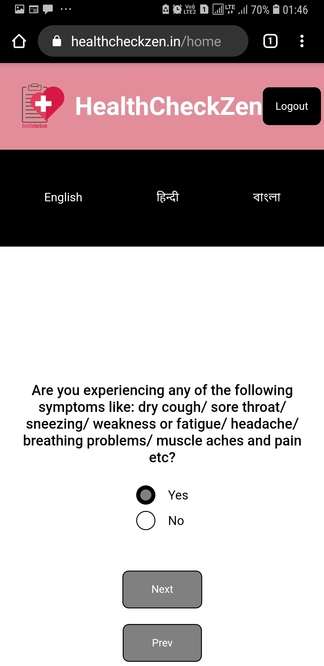 70% 01:46
healthcheckzen.in/home
1
HealthCheckZen
Logout
English हिन्दी বাংলা
Are you experiencing any of the following
symptoms like: dry cough/ sore throat/
sneezing/ weakness or fatigue/ headache/
breathing problems/ muscle aches and pain
etc?
Yes
No
Next
Prev